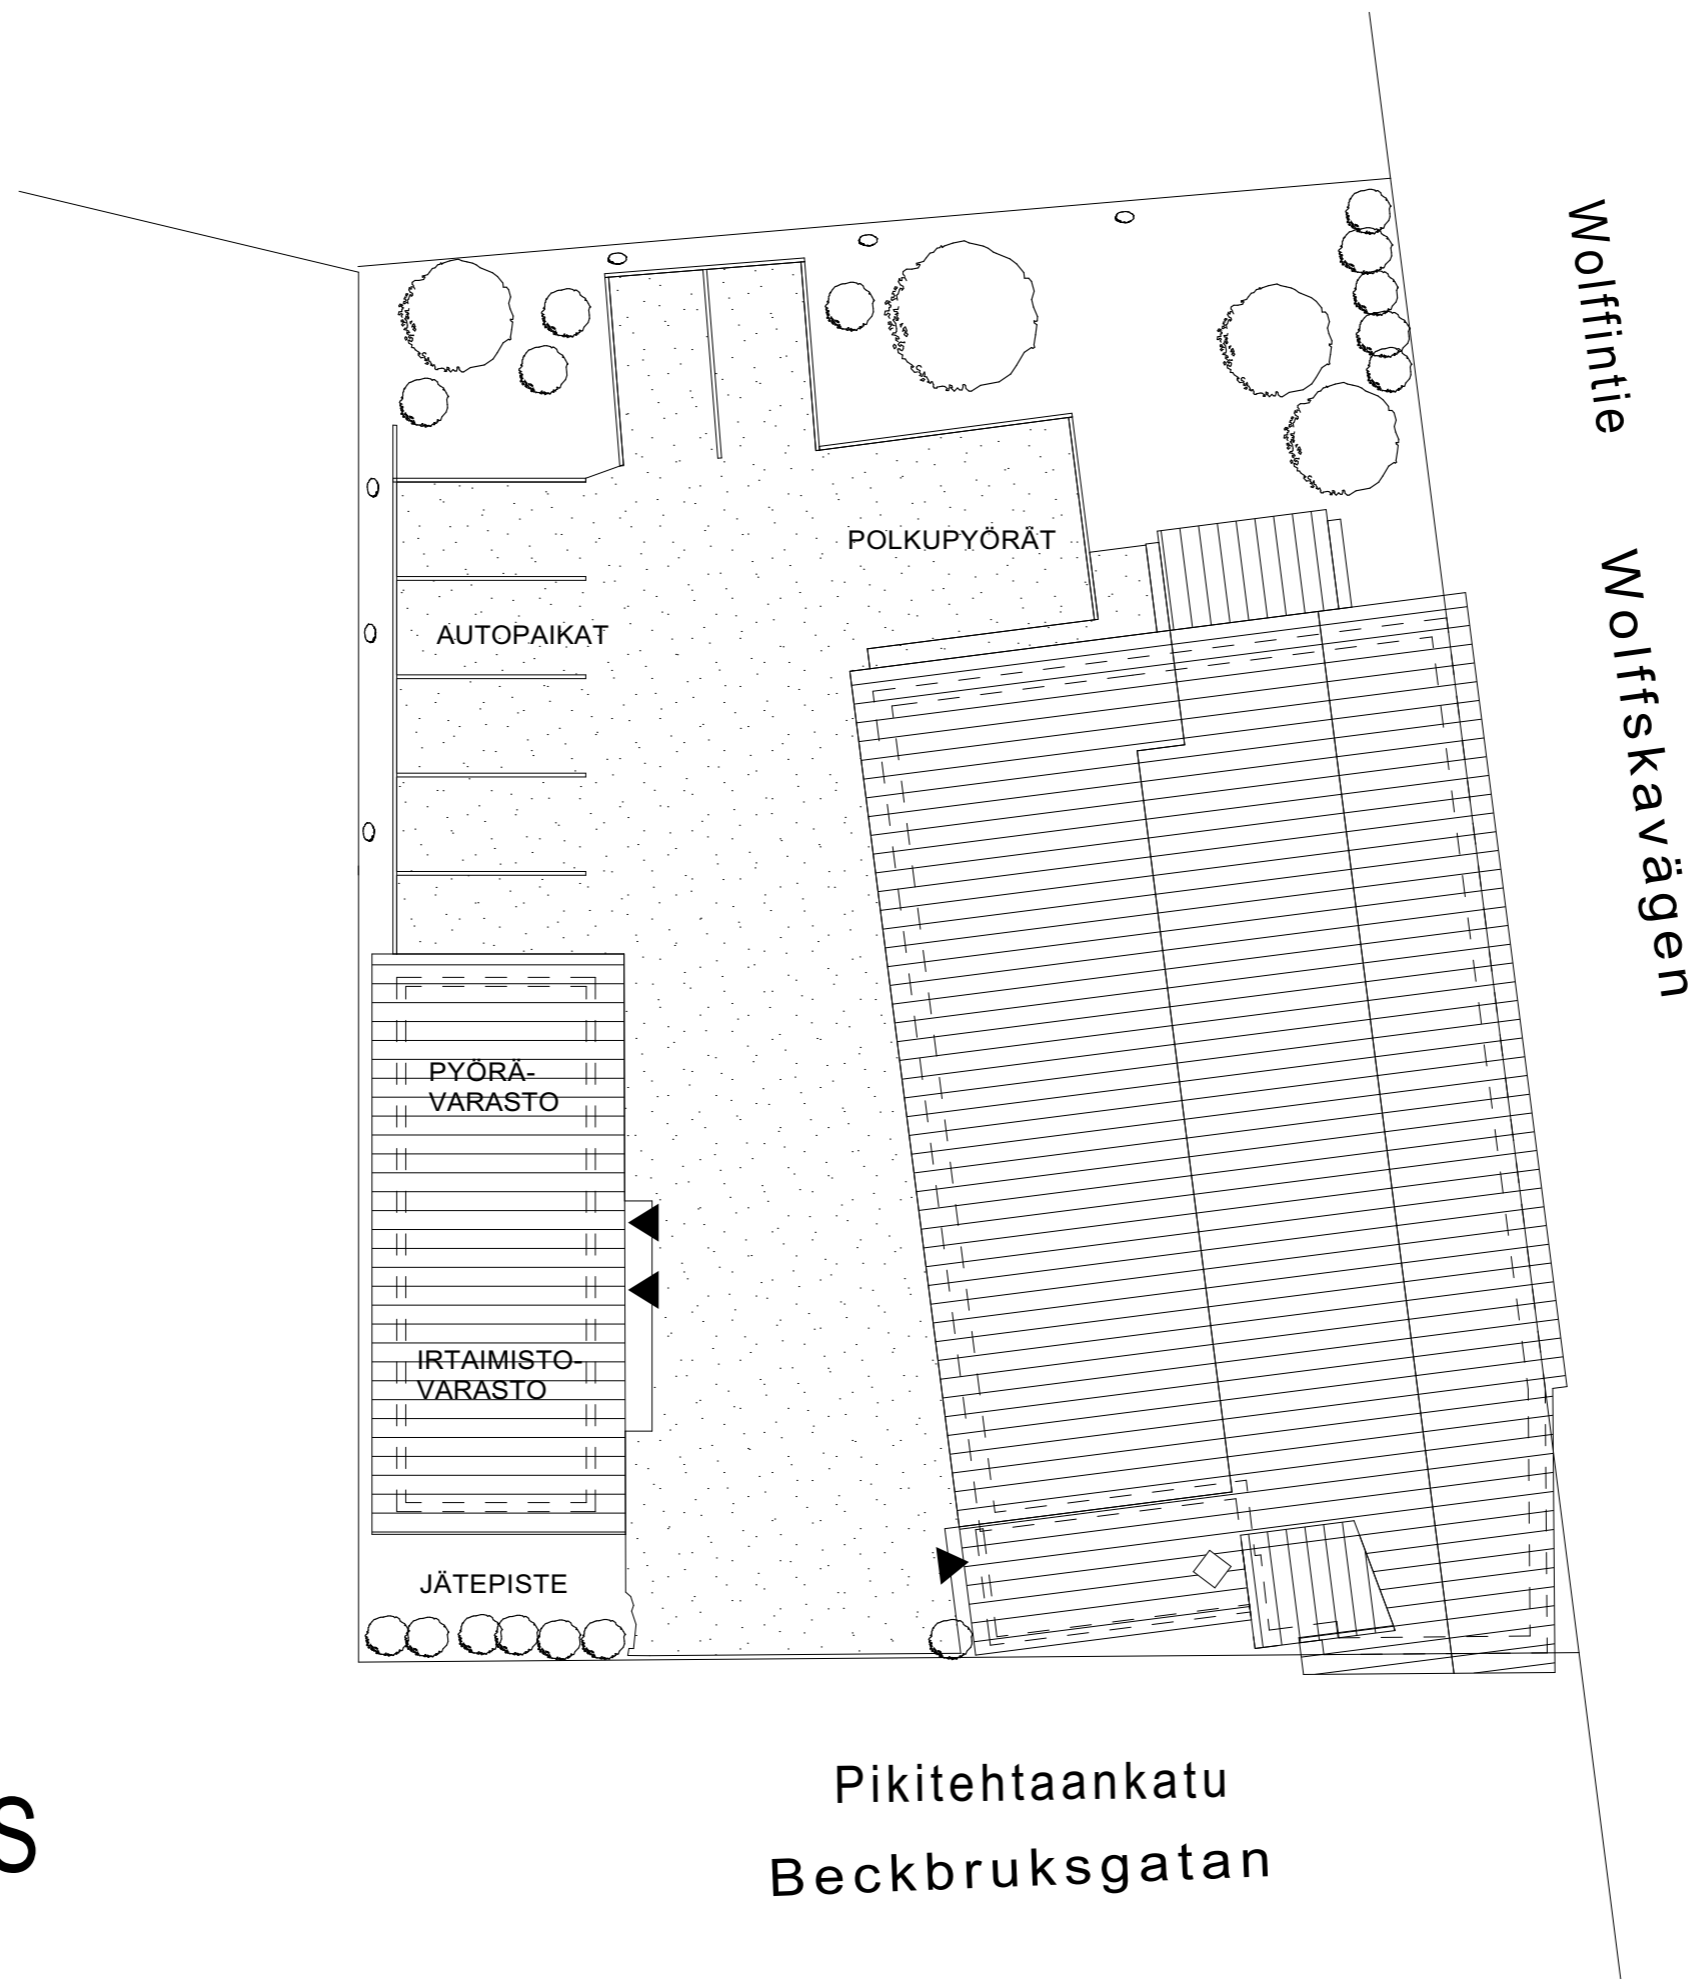 Wolffintie
Wolffskavägen
POLKUPYÖRÄT
AUTOPAIKAT
PYÖRÄ-
VARASTO
IRTAIMISTO-
VARASTO
JÄTEPISTE
Pikitehtaankatu
Beckbruksgatan
S